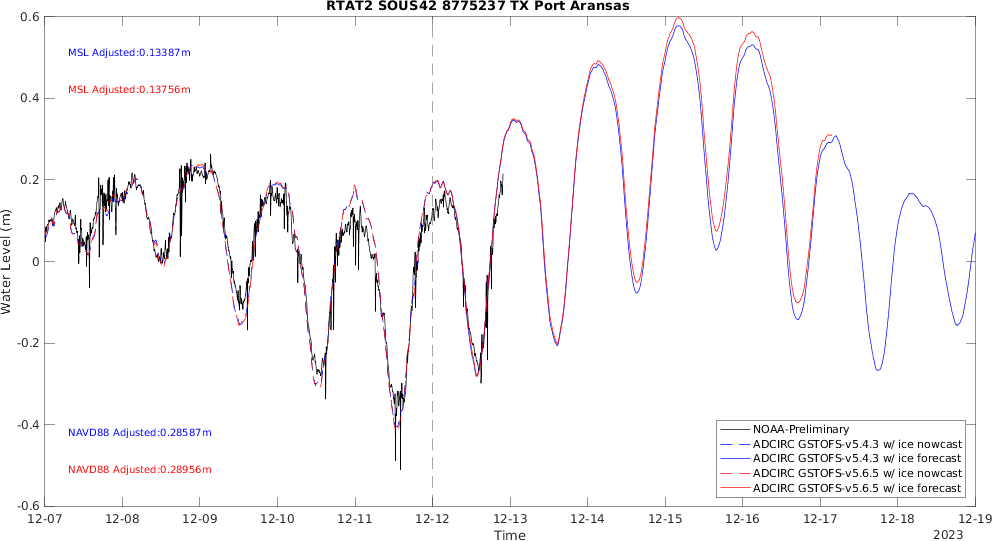 RTAT2 SOUS42 8775237 TX Port Aransas
0.6
MSL Adjusted:0.13387m
MSL Adjusted:0.13756m
0.4
0.2
Water Level (m)
0
-0.2
-0.4
NAVD88 Adjusted:0.28587m
NAVD88 Adjusted:0.28956m
-0.6
NOAA-Preliminary
ADCIRC GSTOFS-v5.4.3 w/ ice nowcast
ADCIRC GSTOFS-v5.4.3 w/ ice forecast
ADCIRC GSTOFS-v5.6.5 w/ ice nowcast
ADCIRC GSTOFS-v5.6.5 w/ ice forecast
12-07 12-08 12-09 12-10 12-11 12-12 12-13 12-14 12-15 12-16 12-17 12-18 12-19
Time
2023